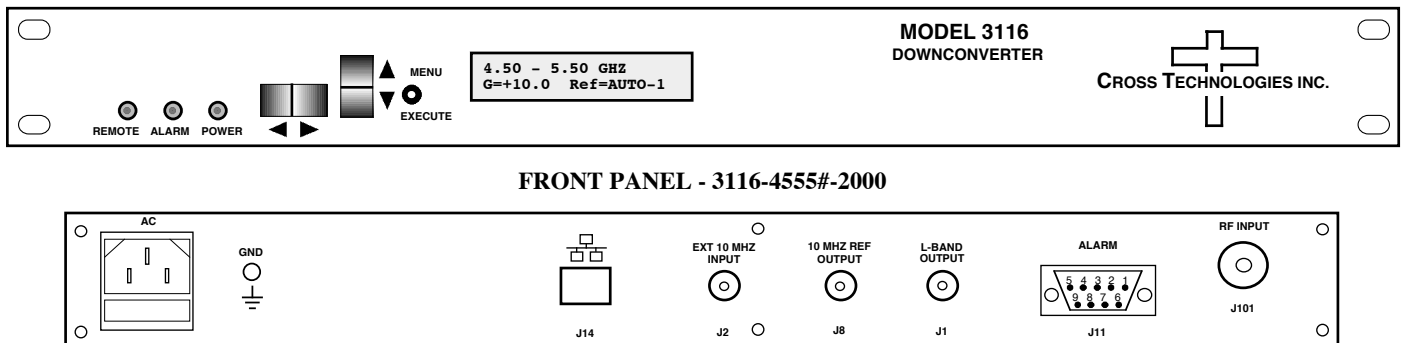 MODEL 3116
DOWNCONVERTER
CROSS TECHNOLOGIES INC.
4.50 - 5.50 GHZ
G=+10.0 Ref=AUTO-1
MENU
EXECUTE
REMOTE ALARM POWER
FRONT PANEL - 3116-4555#-2000
AC
GND
J14
EXT 10 MHZ
INPUT
J2
10 MHZ REF
OUTPUT
J8
L-BAND
OUTPUT
J1
ALARM
5 4 3 2 1
9 8 7 6
J11
RF INPUT
J101